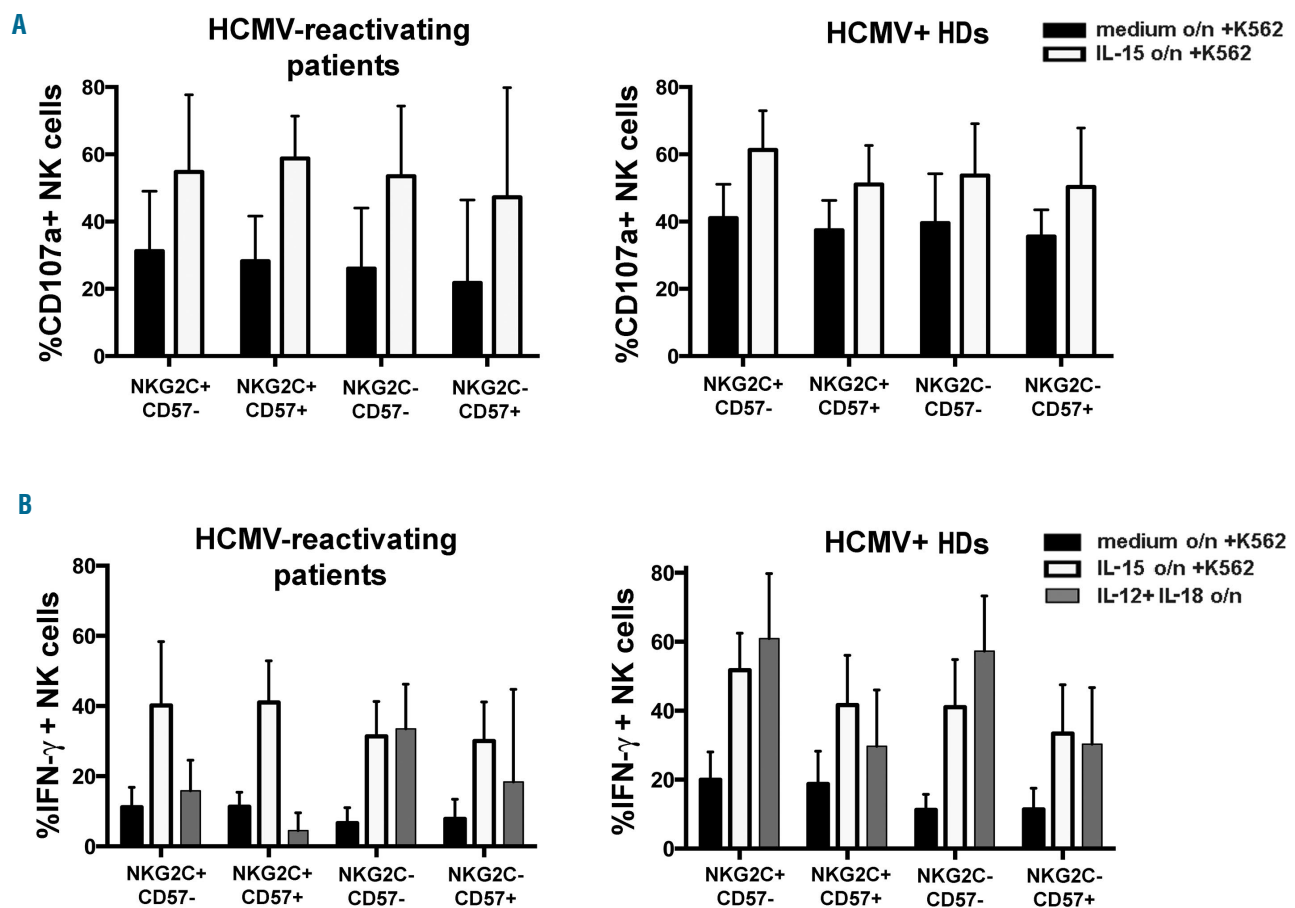 A
HCMV-reactivating
patients
%CD107a+ NK cells
80
60
40
20
0
NKG2C+
CD57-
NKG2C+
CD57+
NKG2C-
CD57-
NKG2C-
CD57+
HCMV+ HDs
%CD107a+ NK cells
80
60
40
20
0
NKG2C+
CD57-
NKG2C+
CD57+
NKG2C-
CD57-
NKG2C-
CD57+
medium o/n +K562
IL-15 o/n +K562
B
HCMV-reactivating
patients
%IFN-γ + NK cells
80
60
40
20
0
NKG2C+
CD57-
NKG2C+
CD57+
NKG2C-
CD57-
NKG2C-
CD57+
HCMV+ HDs
%IFN-γ + NK cells
80
60
40
20
0
NKG2C+
CD57-
NKG2C+
CD57+
NKG2C-
CD57-
NKG2C-
CD57+
medium o/n +K562
IL-15 o/n +K562
IL-12+ IL-18 o/n